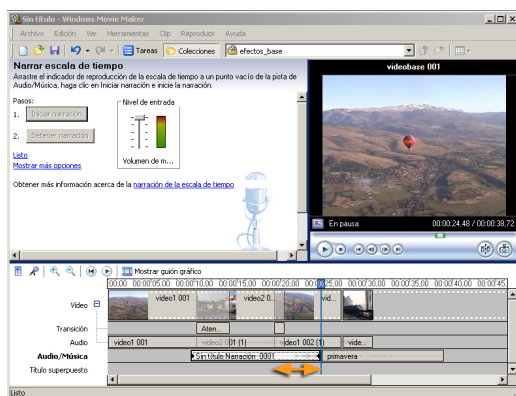 Sin título - Windows Movie Maker
Archivo Edición Ver Herramientas Clip Reproducir Ayuda
Tareas Colecciones efectos_base
Narrar escala de tiempo
Arrastre el indicador de reproducción de la escala de tiempo a un punto vacío de la pista de
Audio/Música, haga clic en Iniciar narración e inicie la narración.
Pasos:
1. Iniciar narración
2. Detener narración
Listo
Mostrar más opciones
Nivel de entrada
Volumen de m...
Obtener más información acerca de la narración de la escala de tiempo
videobase 001
En pausa 00:00:24,48 / 00:00:38,72
Mostrar guión gráfico
00,00 00:00:05,00 00:00:10,00 00:00:15,00 00:00:20,00 00:00:25,00 00:00:30,00 00:00:35,00 00:00:40,00 00:00:45,
Vídeo video1 001 video2 0... vid...
Transición Aten...
Audio video1 001 video2 001 (1) video1 002 (1) vide...
Audio/Música Sin título Narración 0001 primavera
Título superpuesto
Listo